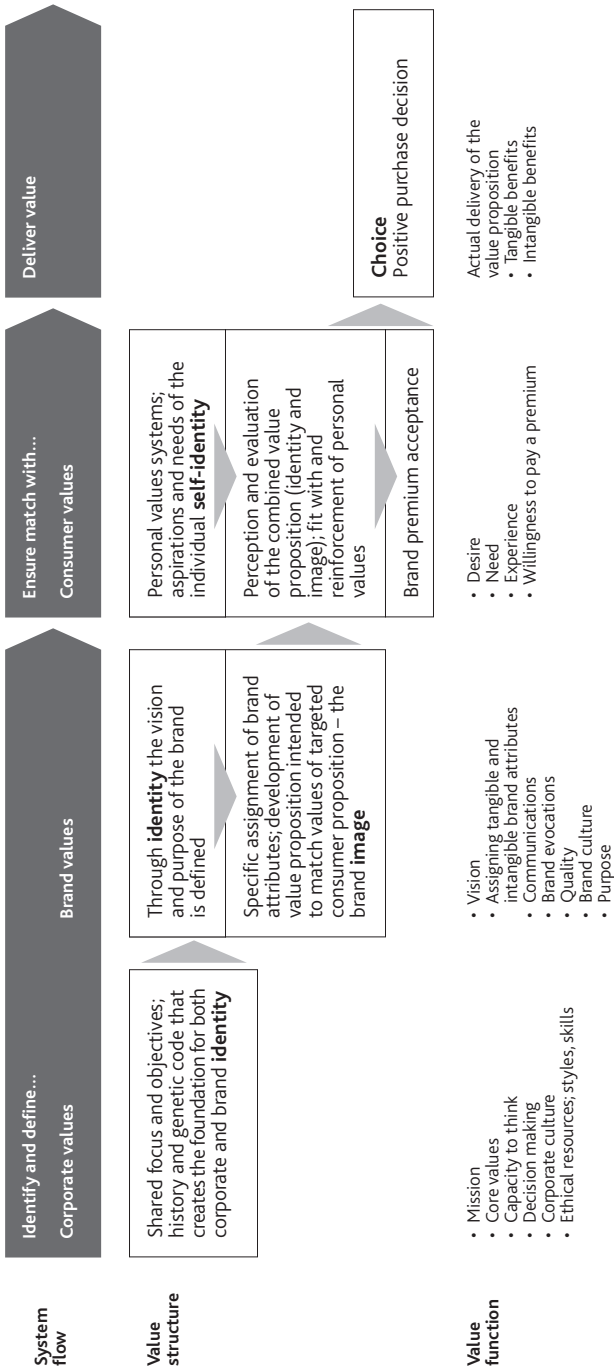 System
flow
Identify and define...
Corporate values
Brand values
Ensure match with...
Consumer values
Deliver value
Value
structure
Shared focus and objectives;
history and genetic code that
creates the foundation for both
corporate and brand identity
Through identity the vision
and purpose of the brand
is defined
Specific assignment of brand
attributes; development of
value proposition intended
to match values of targeted
consumer proposition – the
brand image
Personal values systems;
aspirations and needs of the
individual self-identity
Perception and evaluation
of the combined value
proposition (identity and
image); fit with and
reinforcement of personal
values
Brand premium acceptance
Choice
Positive purchase decision
Value
function
• Mission
• Core values
• Capacity to think
• Decision making
• Corporate culture
• Ethical resources; styles, skills
• Vision
• Assigning tangible and
intangible brand attributes
• Communications
• Brand evocations
• Quality
• Brand culture
• Purpose
• Desire
• Need
• Experience
• Willingness to pay a premium
Actual delivery of the
value proposition
• Tangible benefits
• Intangible benefits